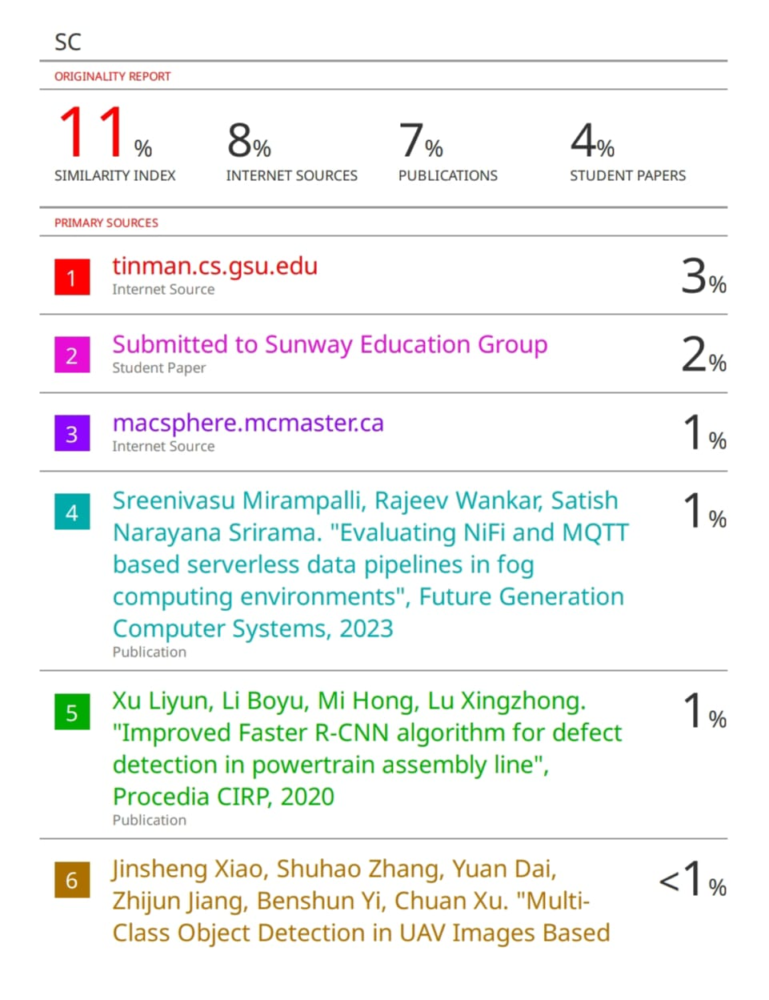 SC
ORIGINALITY REPORT
11%
8%
7%
4%
SIMILARITY INDEX
INTERNET SOURCES
PUBLICATIONS
STUDENT PAPERS
PRIMARY SOURCES
1
tinman.cs.gsu.edu
Internet Source
3%
2
Submitted to Sunway Education Group
Student Paper
2%
3
macsphere.mcmaster.ca
Internet Source
1%
4
Sreenivasu Mirampalli, Rajeev Wankar, Satish
Narayana Srirama. "Evaluating NiFi and MQTT
based serverless data pipelines in fog
computing environments", Future Generation
Computer Systems, 2023
Publication
1%
5
Xu Liyun, Li Boyu, Mi Hong, Lu Xingzhong.
"Improved Faster R-CNN algorithm for defect
detection in powertrain assembly line",
Procedia CIRP, 2020
Publication
1%
6
Jinsheng Xiao, Shuhao Zhang, Yuan Dai,
Zhijun Jiang, Benshun Yi, Chuan Xu. "Multi-
Class Object Detection in UAV Images Based
<1%